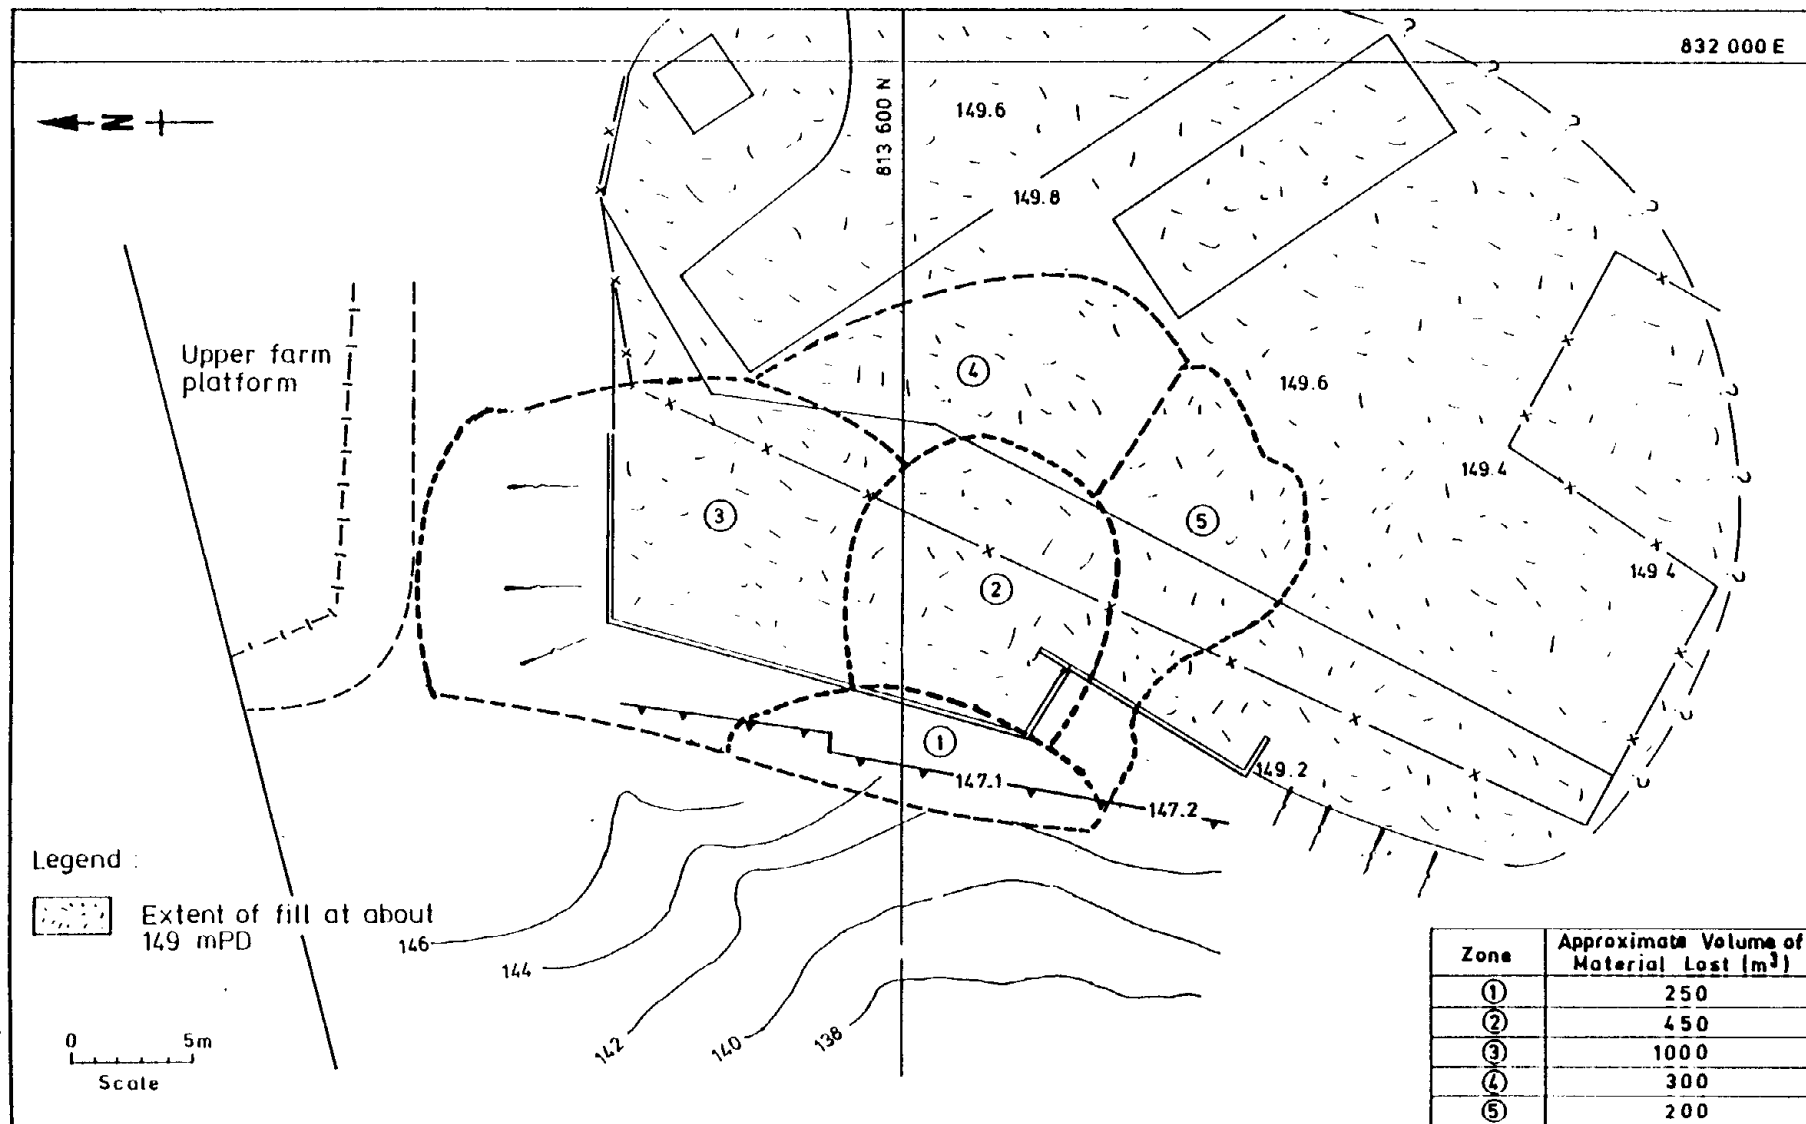 832 000 E
N
813 600 N
149.6
149.8
Upper farm
platform
④
149.6
149.4
③
⑤
②
149 4
①
149.2
147.1
147.2
Legend :
Extent of fill at about
149 mPD
146
144
142
140
138
0 5m
Scale
Zone Approximate Volume of
Material Lost (m³)
① 250
② 450
③ 1000
④ 300
⑤ 200